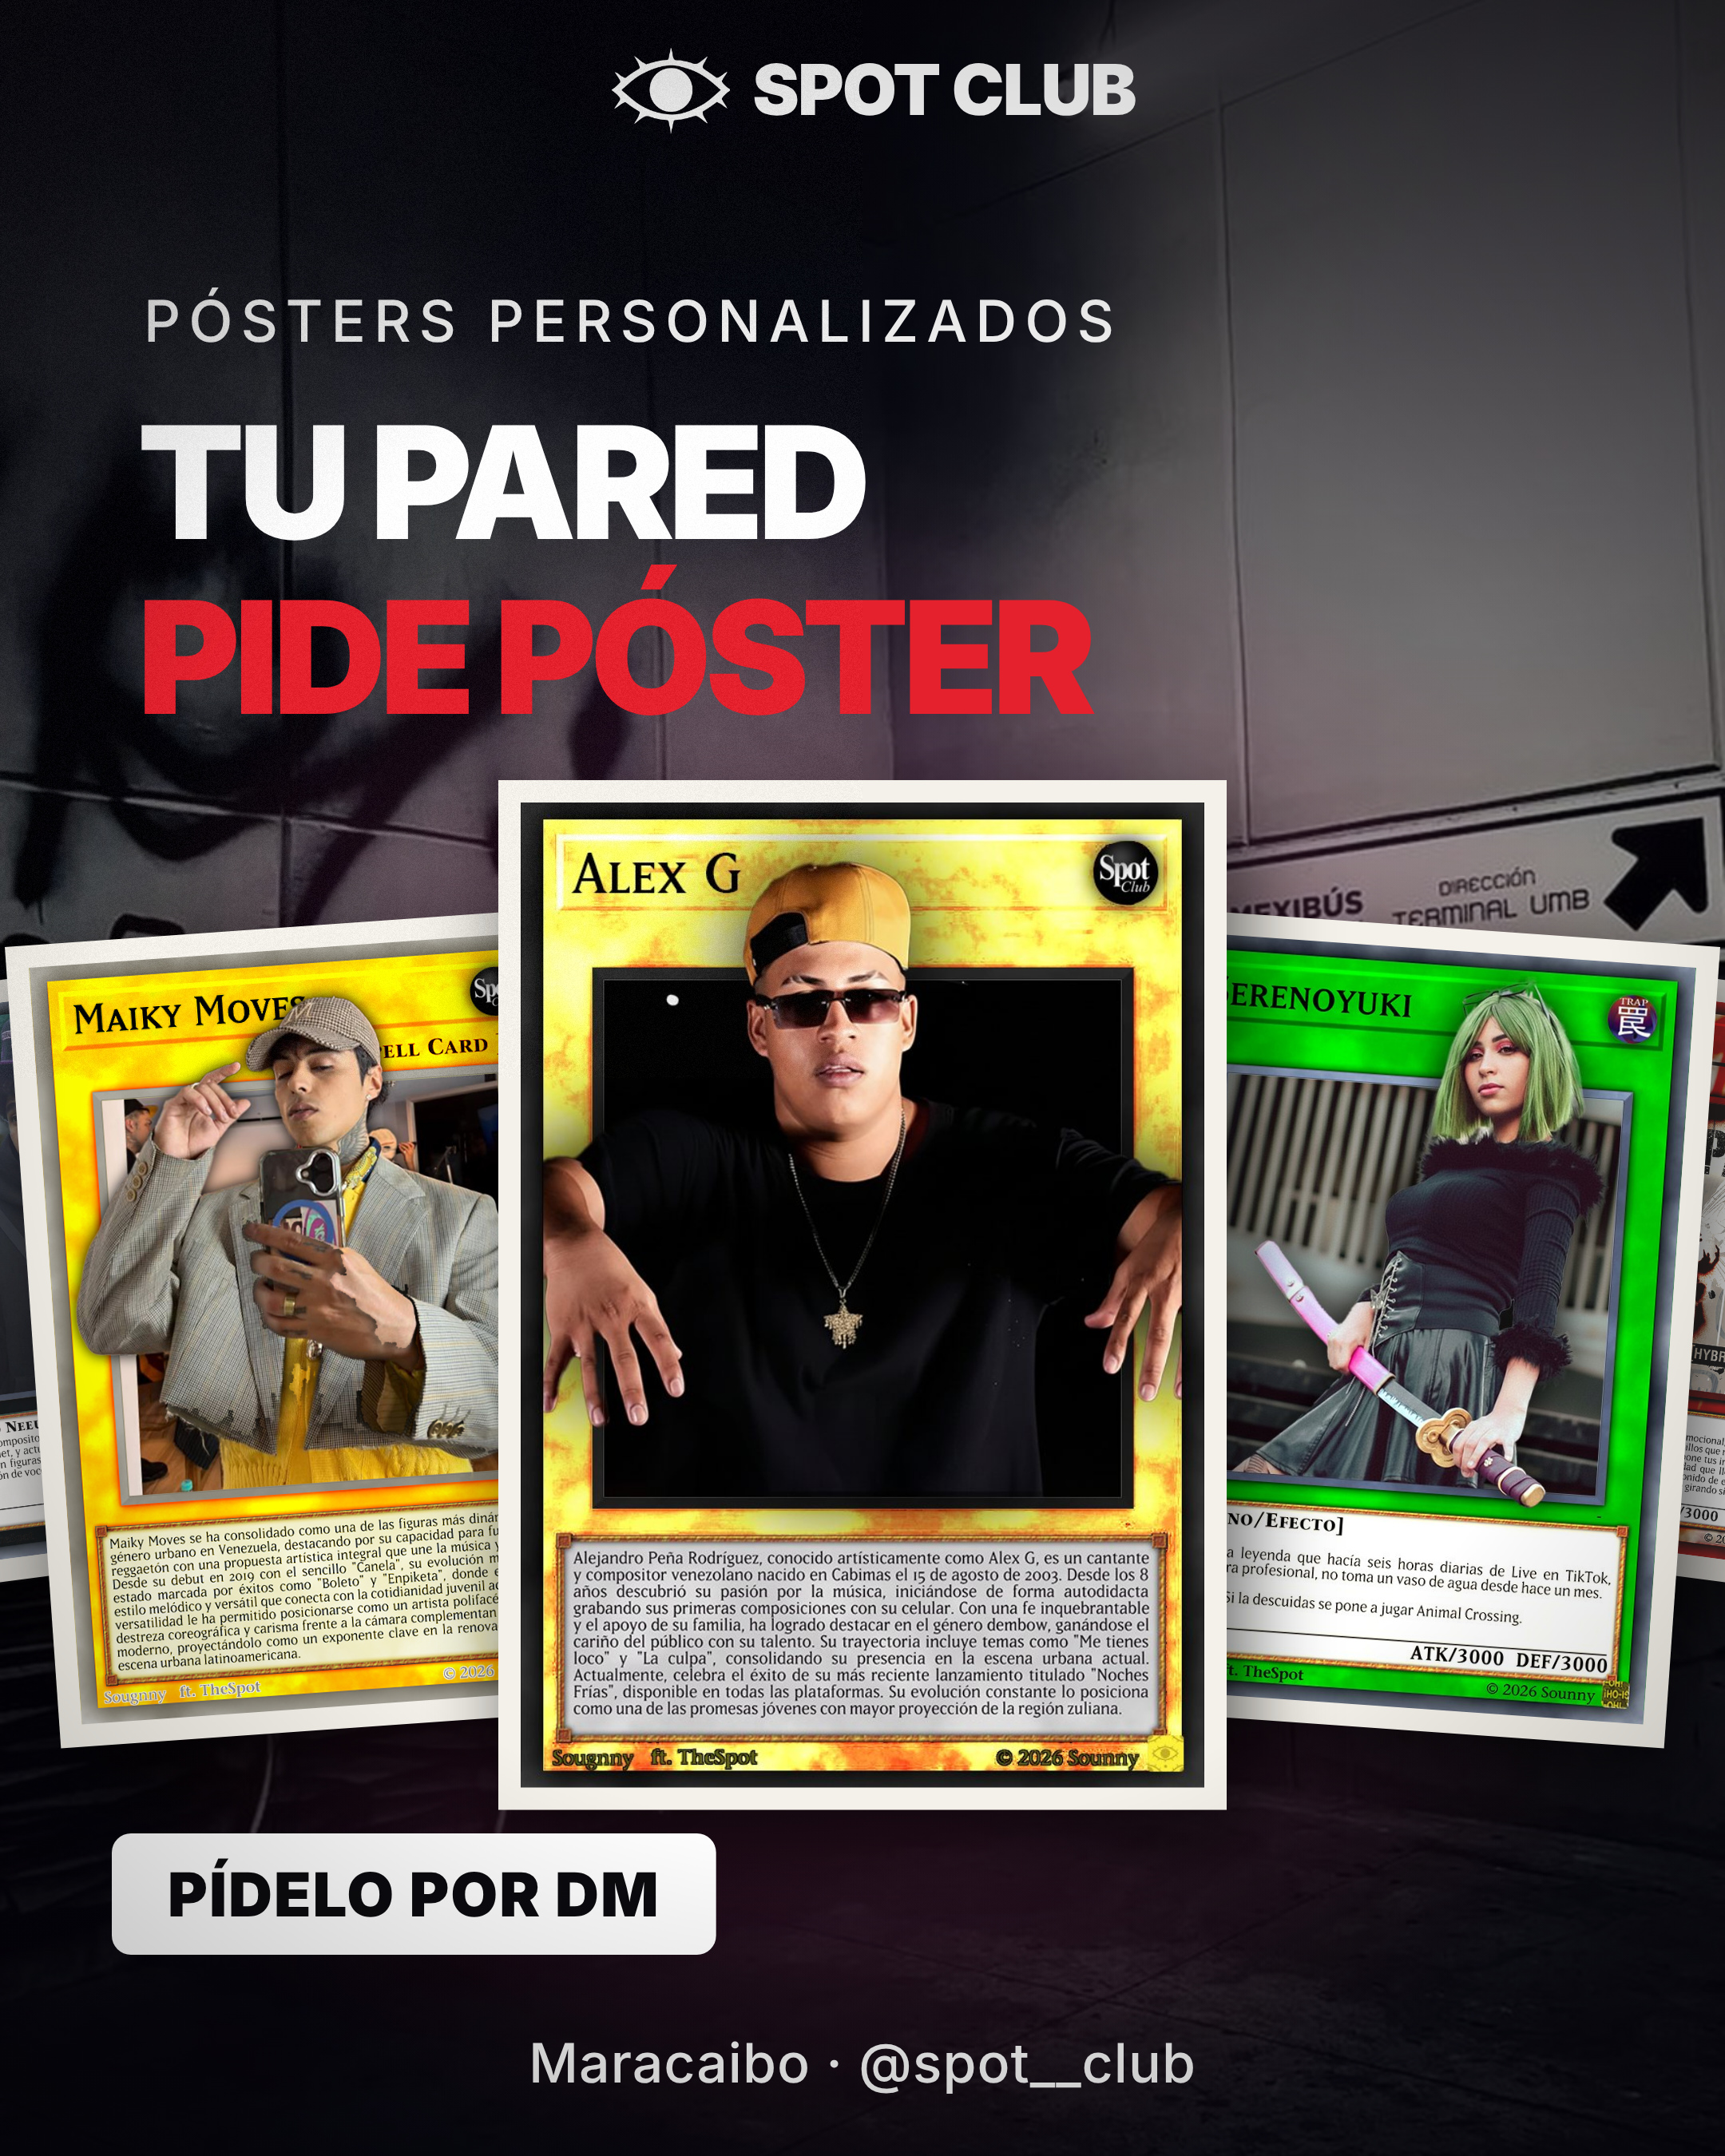 SPOT CLUB
PÓSTERS PERSONALIZADOS
TU PARED
PIDE PÓSTER
MEXIBÚS
DIRECCIÓN
TERMINAL UMB
ALEX G
Spot
Club
Alejandro Peña Rodríguez, conocido artísticamente como Alex G, es un cantante
y compositor venezolano nacido en Cabimas el 15 de agosto de 2003. Desde los 8
años descubrió su pasión por la música, iniciándose de forma autodidacta
grabando sus primeras composiciones con su celular. Con una fe inquebrantable
y el apoyo de su familia, ha logrado destacar en el género dembow, ganándose el
cariño del público con su talento. Su trayectoria incluye temas como "Me tienes
loco" y "La culpa", consolidando su presencia en la escena urbana actual.
Actualmente, celebra el éxito de su más reciente lanzamiento titulado "Noches
Frías", disponible en todas las plataformas. Su evolución constante lo posiciona
como una de las promesas jóvenes con mayor proyección de la región zuliana.
Sougnny ft. TheSpot © 2026 Sounny
MAIKY MOVES
CARD
Maiky Moves se ha consolidado como una de las figuras más
género urbano en Venezuela, destacando por su capacidad para
reggaetón con una propuesta artística integral que une la música y
Desde su debut en 2019 con el sencillo "Canela", su evolución
estado marcada por éxitos como "Boleto" y "Enpiketa", donde
estilo melódico y versátil que conecta con la cotidianidad juvenil
versatilidad le ha permitido posicionarse como un artista
destreza coreográfica y carisma frente a la cámara
moderno, proyectándolo como un exponente clave en la
escena urbana latinoamericana.
Sougnny ft. TheSpot © 2026
SERENOYUKI
TRAP
罠
NO/EFECTO]
leyenda que hacía seis horas diarias de Live en TikTok,
profesional, no toma un vaso de agua desde hace un mes.
Si la descuidas se pone a jugar Animal Crossing.
ATK/3000 DEF/3000
ft. TheSpot © 2026 Sounny
PÍDELO POR DM
Maracaibo · @spot__club